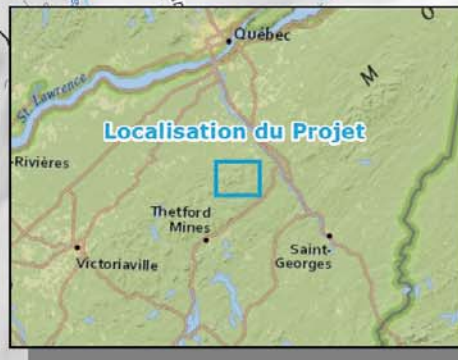 Québec
M
O
St. Lawrence
Localisation du Projet
-Rivières
Thetford
Mines
Saint-
Georges
Victoriaville